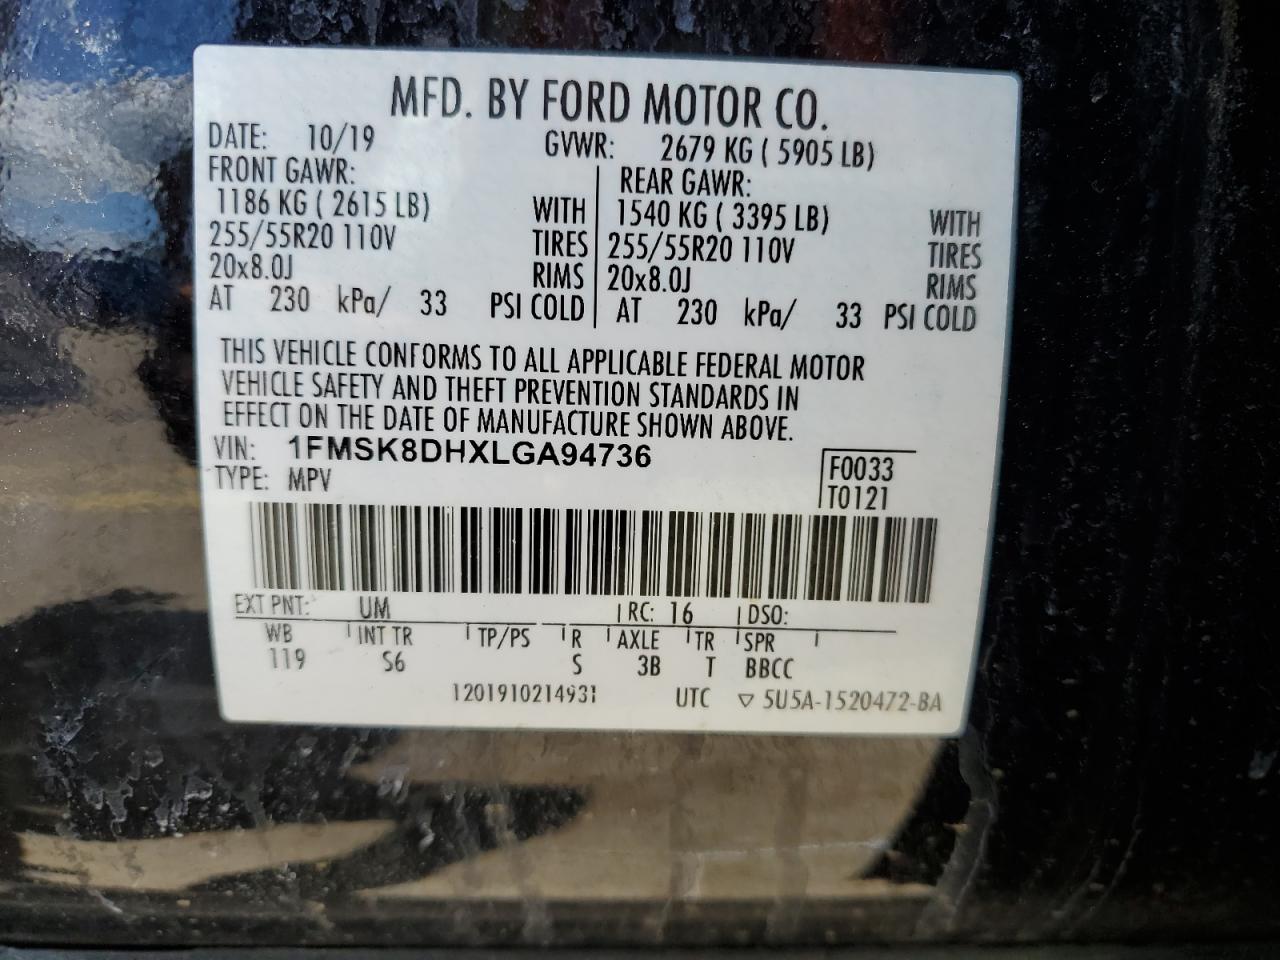 MFD. BY FORD MOTOR CO.
DATE: 10/19 GVWR: 2679 KG ( 5905 LB)
FRONT GAWR: REAR GAWR:
1186 KG ( 2615 LB) WITH 1540 KG ( 3395 LB) WITH
255/55R20 110V TIRES 255/55R20 110V TIRES
20x8.0J RIMS 20x8.0J RIMS
AT 230 kPa/ 33 PSI COLD AT 230 kPa/ 33 PSI COLD
THIS VEHICLE CONFORMS TO ALL APPLICABLE FEDERAL MOTOR
VEHICLE SAFETY AND THEFT PREVENTION STANDARDS IN
EFFECT ON THE DATE OF MANUFACTURE SHOWN ABOVE.
VIN: 1FMSK8DHXLGA94736
TYPE: MPV
F0033
T0121
EXT PNT: UM RC: 16 DSO:
WB INT TR TP/PS R AXLE TR SPR
119 S6 S 3B T BBCC
1201910214931 UTC ▽ 5U5A-1520472-BA